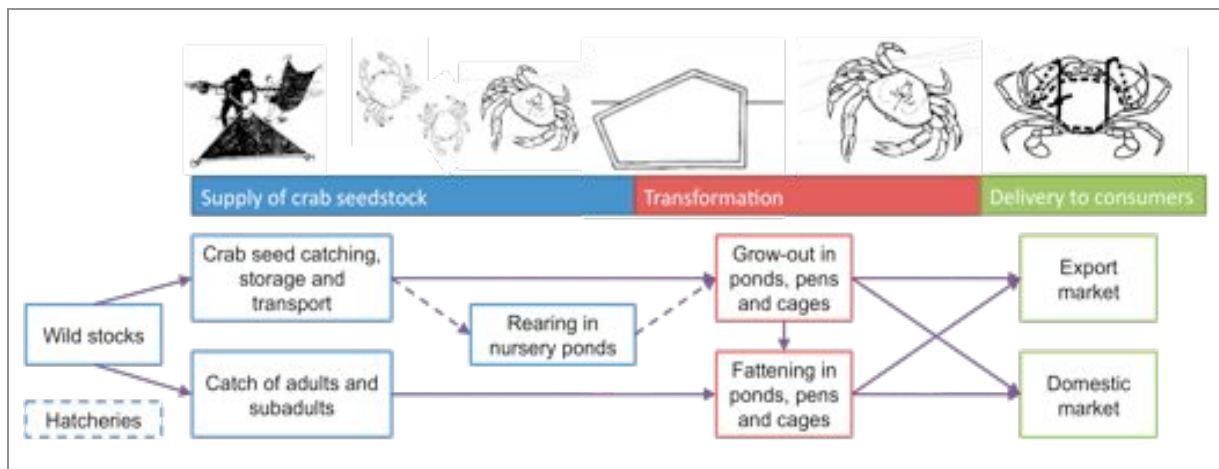 Supply of crab seedstock
Transformation
Delivery to consumers
Crab seed catching,
storage and
transport
Grow-out in
ponds, pens
and cages
Export
market
Wild stocks
Rearing in
nursery ponds
Catch of adults and
subadults
Fattening in
ponds, pens
and cages
Domestic
market
Hatcheries